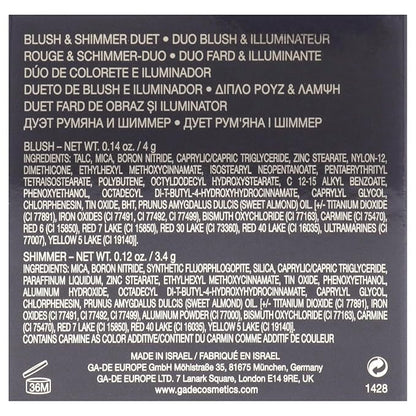 BLUSH & SHIMMER DUET • DUO BLUSH & ILLUMINATEUR
ROUGE & SCHIMMER-DUO • DUO FARD & ILLUMINANTE
DÚO DE COLORETE E ILUMINADOR
DUETO DE BLUSH E ILUMINADOR • ΔΙΠΛΟ ΡΟΥΖ & ΛΑΜΨΗ
DUET FARD DE OBRAZ ȘI ILUMINATOR
ДУЭТ РУМЯНА И ШИММЕР • ДУЕТ РУМ'ЯНА І ШИММЕР
BLUSH – NET WT. 0.14 oz. / 4 g
INGREDIENTS: TALC, MICA, BORON NITRIDE, CAPRYLIC/CAPRIC TRIGLYCERIDE, ZINC STEARATE, NYLON-12,
DIMETHICONE, ETHYLHEXYL METHOXYCINNAMATE, ISOSTEARYL NEOPENTANOATE, PENTAERYTHRITYL
TETRAISOSTEARATE, POLYBUTENE, OCTYLDODECYL HYDROXYSTEARATE, C 12-15 ALKYL BENZOATE,
PHENOXYETHANOL, OCTADECYL DI-T-BUTYL-4-HYDROXYHYDROCINNAMATE, CAPRYLYL GLYCOL,
CHLORPHENESIN, TIN OXIDE, BHT, PRUNUS AMYGDALUS DULCIS (SWEET ALMOND) OIL. [+/- TITANIUM DIOXIDE
(CI 77891), IRON OXIDES (CI 77491, CI 77492, CI 77499), BISMUTH OXYCHLORIDE (CI 77163), CARMINE (CI 75470),
RED 6 (CI 15850), RED 7 LAKE (CI 15850), RED 30 LAKE (CI 73360), RED 40 LAKE (CI 16035), ULTRAMARINES (CI
77007), YELLOW 5 LAKE (CI 19140)].
SHIMMER – NET WT. 0.12 oz./ 3.4 g
INGREDIENTS: MICA, BORON NITRIDE, SYNTHETIC FLUORPHLOGOPITE, SILICA, CAPRYLIC/CAPRIC TRIGLYCERIDE,
PARAFFINUM LIQUIDUM, ZINC STEARATE, ETHYLHEXYL METHOXYCINNAMATE, TIN OXIDE, PHENOXYETHANOL,
ALUMINUM HYDROXIDE, OCTADECYL DI-T-BUTYL-4-HYDROXYHYDROCINNAMATE, CAPRYLYL GLYCOL,
CHLORPHENESIN, PRUNUS AMYGDALUS DULCIS (SWEET ALMOND) OIL. [+/- TITANIUM DIOXIDE (CI 77891), IRON
OXIDES (CI 77491, CI 77492, CI 77499), ALUMINUM POWDER (CI 77000), BISMUTH OXYCHLORIDE (CI 77163), CARMINE
(CI 75470), RED 7 LAKE (CI 15850), RED 40 LAKE (CI 16035), YELLOW 5 LAKE (CI 19140)].
CARMINE CONTAINS AS COLOR ADDITIVE/CONTIENT DU CARMIN COMME ADDITIF DE COULEUR
MADE IN ISRAEL / FABRIQUÉ EN ISRAEL
GA-DE EUROPE GmbH Möhlstraße 35, 81675 München, Germany
GA-DE EUROPE LTD. 7 Lanark Square, London E14 9RE, UK
36M
www.gadecosmetics.com
1428